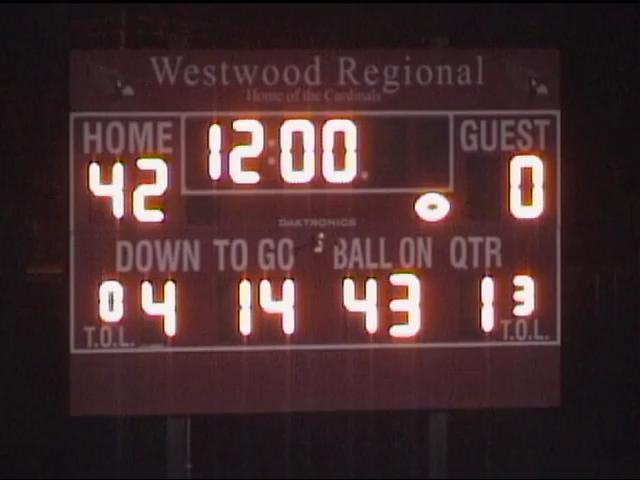 Westwood Regional
Home of the Cardinals
HOME 12:00. GUEST
42 0
DAKTRONICS
DOWN TO GO BALL ON QTR
0 4 14 43 1 3
T.O.L. T.O.L.